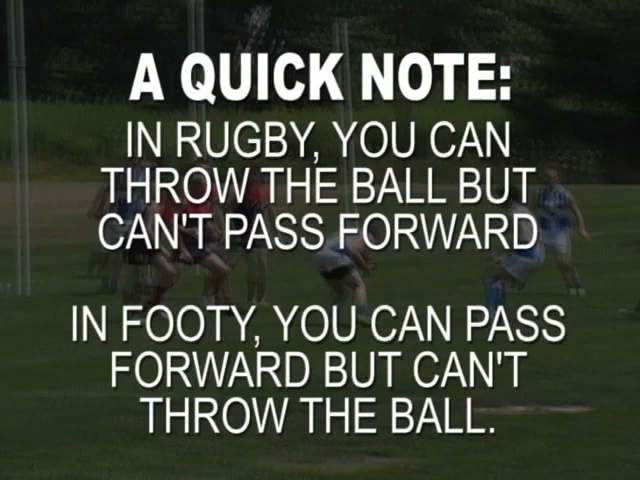 A QUICK NOTE:
IN RUGBY, YOU CAN
THROW THE BALL BUT
CAN'T PASS FORWARD
IN FOOTY, YOU CAN PASS
FORWARD BUT CAN'T
THROW THE BALL.